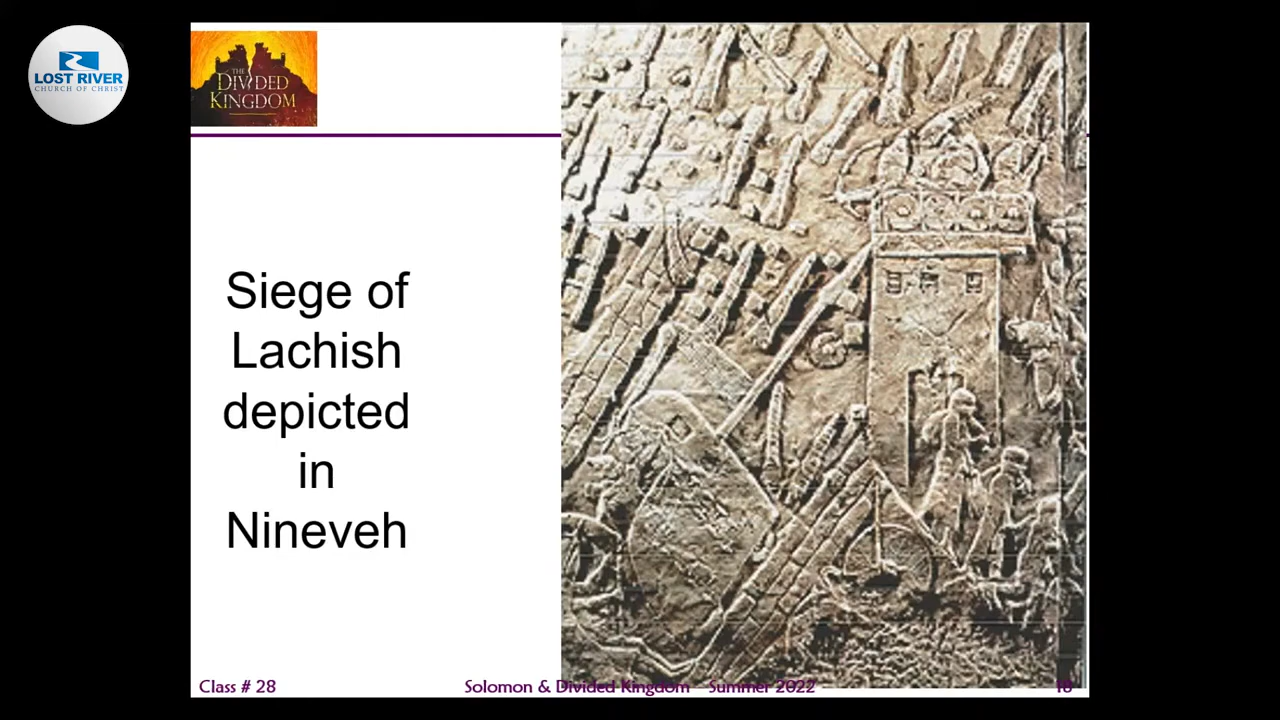 LOST RIVER
CHURCH OF CHRIST
THE
DIVIDED
KINGDOM
Siege of
Lachish
depicted
in
Nineveh
Class # 28
Solomon & Divided Kingdom Summer 2022
18